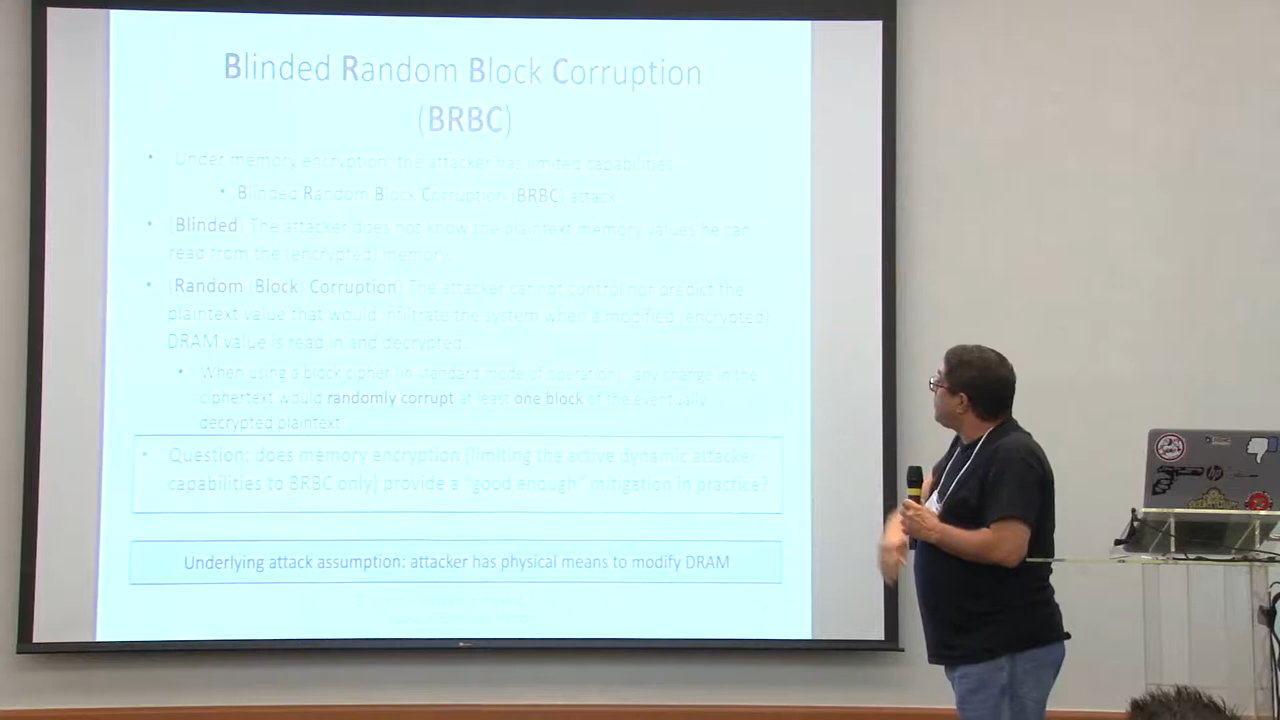 Blinded Random Block Corruption
(BRBC)
• Under memory encryption, the attacker has limited capabilities
• Blinded Random Block Corruption (BRBC) attack
• (Blinded) The attacker does not know the plaintext memory values he can
read from the (encrypted) memory.
• (Random (Block) Corruption) The attacker cannot control nor predict the
plaintext value that would infiltrate the system when a modified (encrypted)
DRAM value is read in and decrypted.
• When using a block cipher (in standard mode of operation), any change in the
ciphertext would randomly corrupt at least one block of the eventually
decrypted plaintext
• Question: does memory encryption (limiting the active dynamic attacker
capabilities to BRBC only) provide a "good enough" mitigation in practice?
Underlying attack assumption: attacker has physical means to modify DRAM
hp